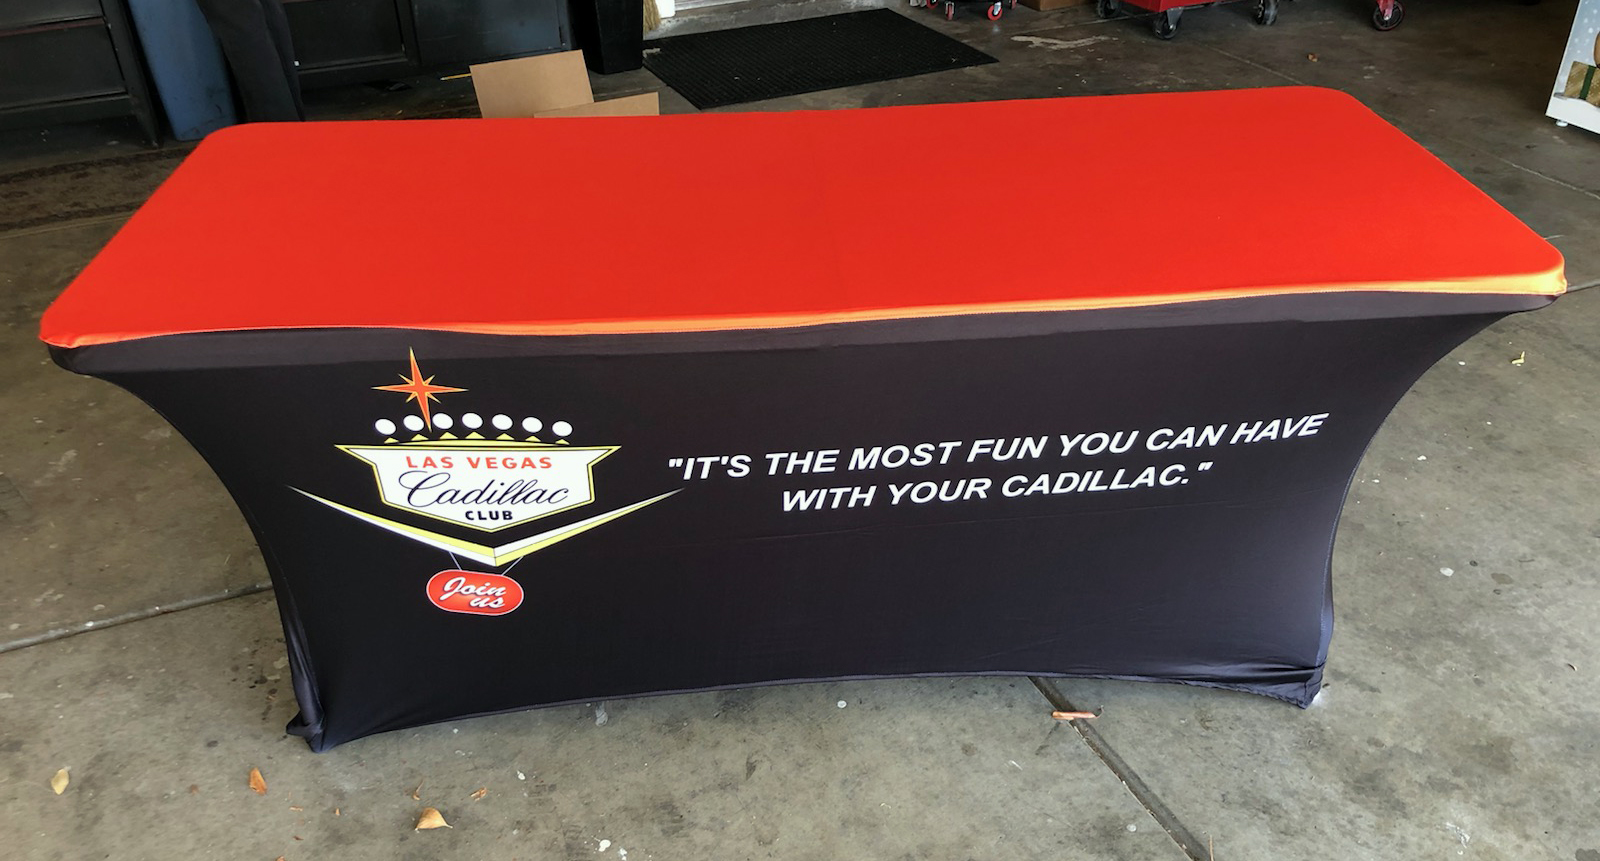 LAS VEGAS
Cadillac
CLUB
Join
us
"IT'S THE MOST FUN YOU CAN HAVE
WITH YOUR CADILLAC."